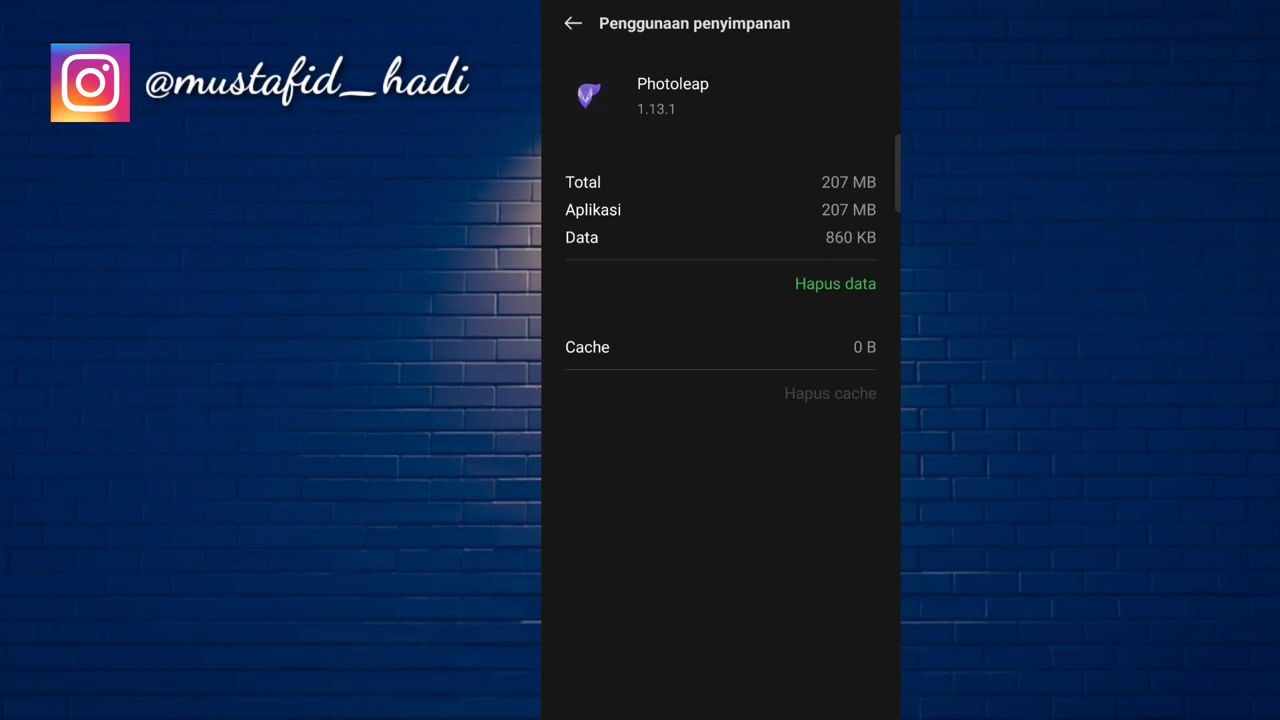 @mustafid_hadi
Penggunaan penyimpanan
Photoleap
1.13.1
Total 207 MB
Aplikasi 207 MB
Data 860 KB
Hapus data
Cache 0 B
Hapus cache